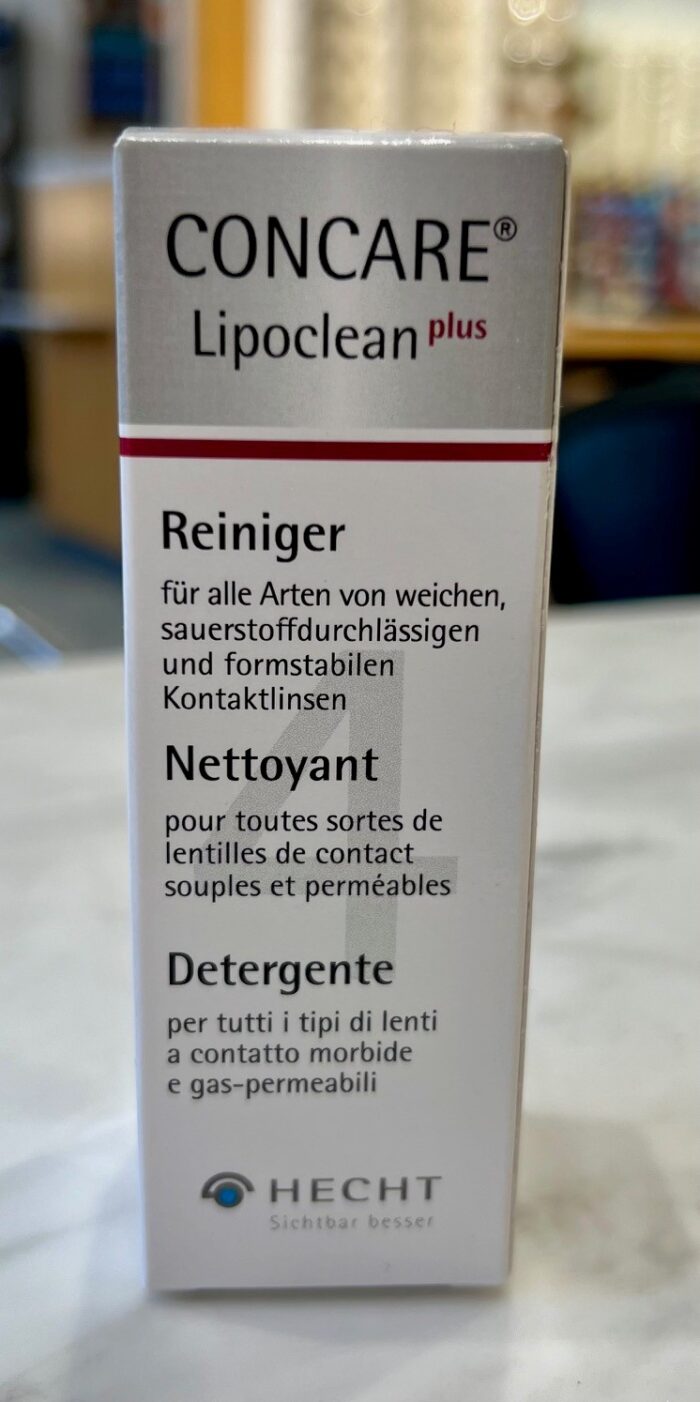 CONCARE®
Lipoclean plus
Reiniger
für alle Arten von weichen,
sauerstoffdurchlässigen
und formstabilen
Kontaktlinsen
4
Nettoyant
pour toutes sortes de
lentilles de contact
souples et perméables
Detergente
per tutti i tipi di lenti
a contatto morbide
e gas-permeabili
HECHT
Sichtbar besser